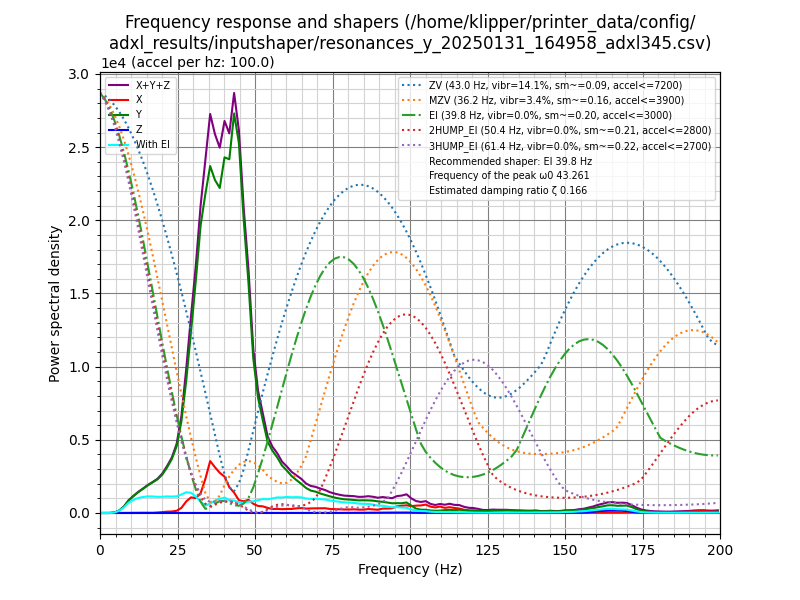 Frequency response and shapers (/home/klipper/printer_data/config/
adxl_results/inputshaper/resonances_y_20250131_164958_adxl345.csv)
1e4 (accel per hz: 100.0)
3.0
2.5
2.0
1.5
1.0
0.5
0.0
Power spectral density
X+Y+Z
X
Y
Z
With EI
ZV (43.0 Hz, vibr=14.1%, sm~=0.09, accel<=7200)
MZV (36.2 Hz, vibr=3.4%, sm~=0.16, accel<=3900)
EI (39.8 Hz, vibr=0.0%, sm~=0.20, accel<=3000)
2HUMP_EI (50.4 Hz, vibr=0.0%, sm~=0.21, accel<=2800)
3HUMP_EI (61.4 Hz, vibr=0.0%, sm~=0.22, accel<=2700)
Recommended shaper: EI 39.8 Hz
Frequency of the peak ω0 43.261
Estimated damping ratio ζ 0.166
0 25 50 75 100 125 150 175 200
Frequency (Hz)